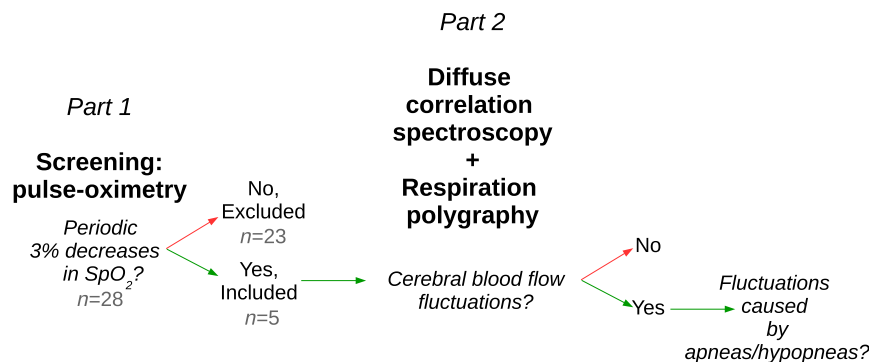 Part 1
Screening:
pulse-oximetry
Periodic
3% decreases
in SpO2?
n=28
No,
Excluded
n=23
Yes,
Included
n=5
Part 2
Diffuse
correlation
spectroscopy
+
Respiration
polygraphy
Cerebral blood flow
fluctuations?
No
Yes
Fluctuations
caused
by
apneas/hypopneas?